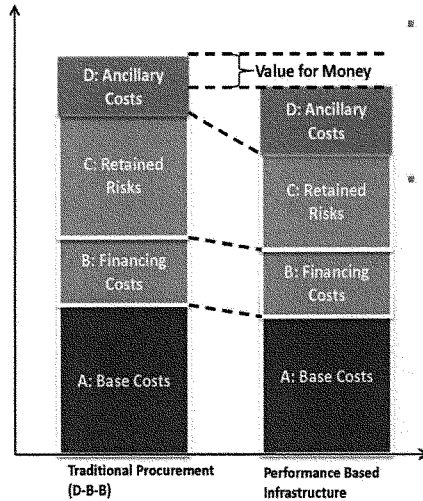 Value for Money
D: Ancillary
Costs
D: Ancillary
Costs
C: Retained
Risks
C: Retained
Risks
B: Financing
Costs
B: Financing
Costs
A: Base Costs
A: Base Costs
Traditional Procurement
(D-B-B)
Performance Based
Infrastructure